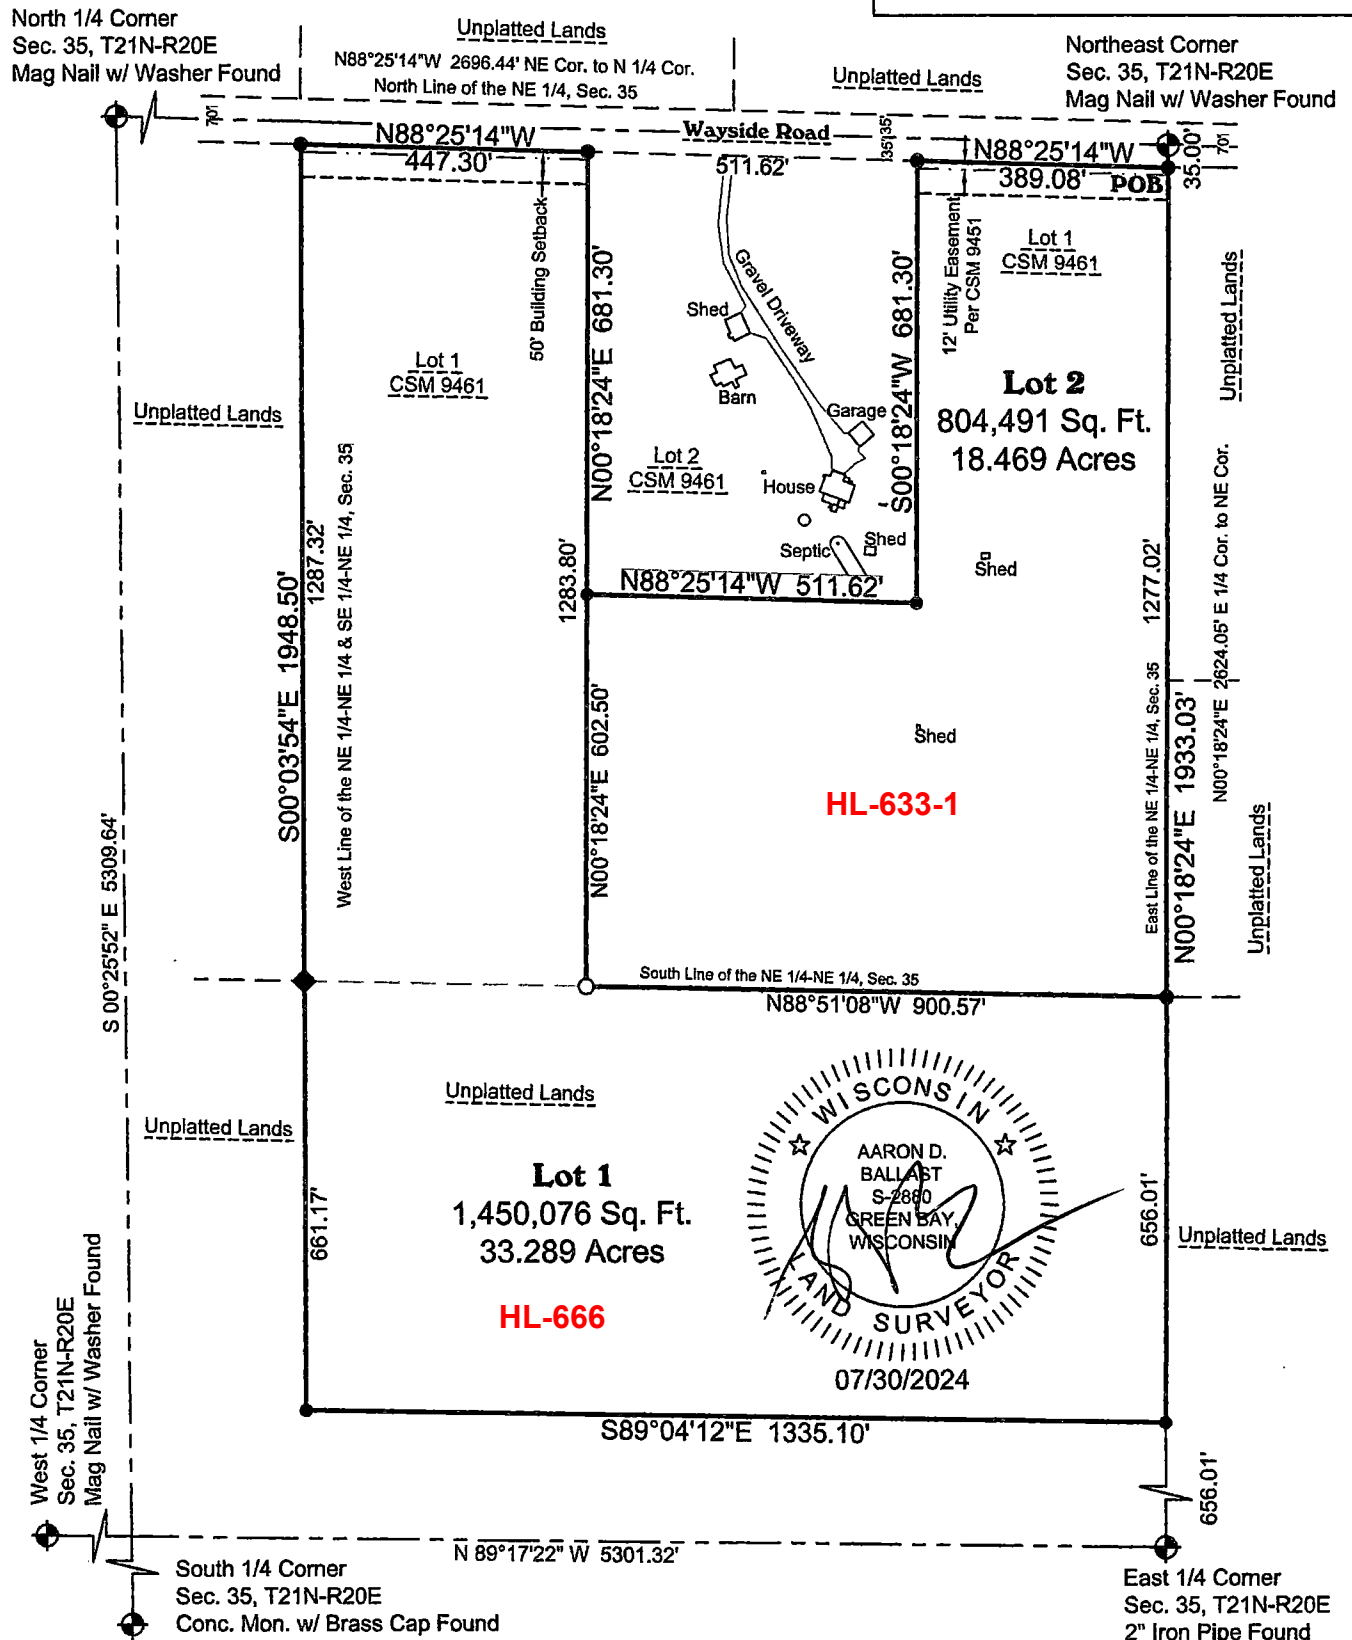 North 1/4 Corner
Sec. 35, T21N-R20E
Mag Nail w/ Washer Found
Unplatted Lands
N88°25'14"W 2696.44' NE Cor. to N 1/4 Cor.
North Line of the NE 1/4, Sec. 35
Unplatted Lands
Northeast Corner
Sec. 35, T21N-R20E
Mag Nail w/ Washer Found
70'
N88°25'14"W
447.30'
Wayside Road
511.62'
35'
35'
N88°25'14"W
389.08'
POB
35.00'
70'
50' Building Setback
N00°18'24"E 681.30'
Gravel Driveway
Shed
Barn
Garage
House
Septic
Shed
S00°18'24"W 681.30'
12' Utility Easement
Per CSM 9451
Lot 1
CSM 9461
Lot 2
804,491 Sq. Ft.
18.469 Acres
Unplatted Lands
Lot 1
CSM 9461
Unplatted Lands
Lot 2
CSM 9461
Shed
N88°25'14"W 511.62'
1287.32'
S00°03'54"E 1948.50'
West Line of the NE 1/4-NE 1/4 & SE 1/4-NE 1/4, Sec. 35
1283.80'
N00°18'24"E 602.50'
1277.02'
N00°18'24"E 2624.05' E 1/4 Cor. to NE Cor.
East Line of the NE 1/4-NE 1/4, Sec. 35
N00°18'24"E 1933.03'
Shed
HL-633-1
Unplatted Lands
S 00°25'52" E 5309.64'
South Line of the NE 1/4-NE 1/4, Sec. 35
N88°51'08"W 900.57'
Unplatted Lands
Unplatted Lands
Lot 1
1,450,076 Sq. Ft.
33.289 Acres
HL-666
WISCONSIN
AARON D.
BALLAST
S-2880
GREEN BAY,
WISCONSIN
LAND SURVEYOR
07/30/2024
661.17'
656.01'
Unplatted Lands
S89°04'12"E 1335.10'
656.01'
West 1/4 Corner
Sec. 35, T21N-R20E
Mag Nail w/ Washer Found
N 89°17'22" W 5301.32'
South 1/4 Corner
Sec. 35, T21N-R20E
Conc. Mon. w/ Brass Cap Found
East 1/4 Corner
Sec. 35, T21N-R20E
2" Iron Pipe Found